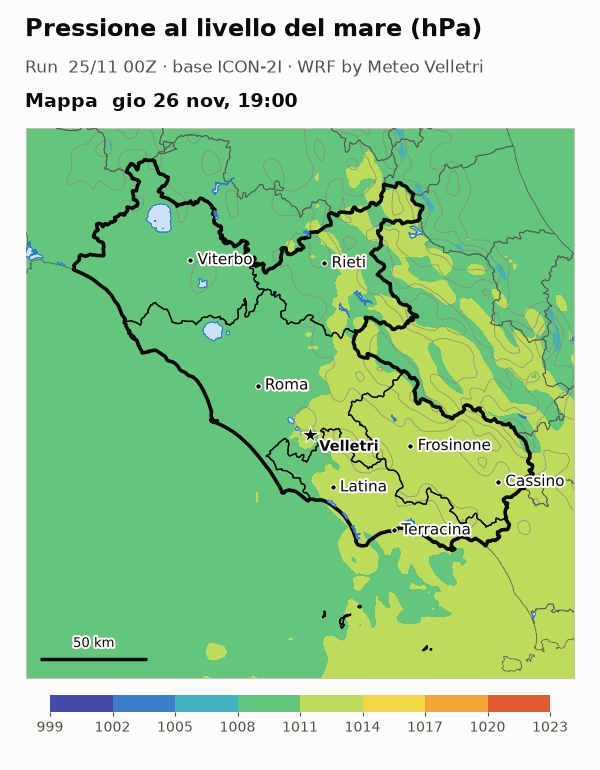 Pressione al livello del mare (hPa)
Run  25/11 00Z · base ICON-2I · WRF by Meteo Velletri
Mappa  gio 26 nov, 19:00
Viterbo
Rieti
Roma
Velletri
Frosinone
Cassino
Latina
Terracina
50 km
999 1002 1005 1008 1011 1014 1017 1020 1023